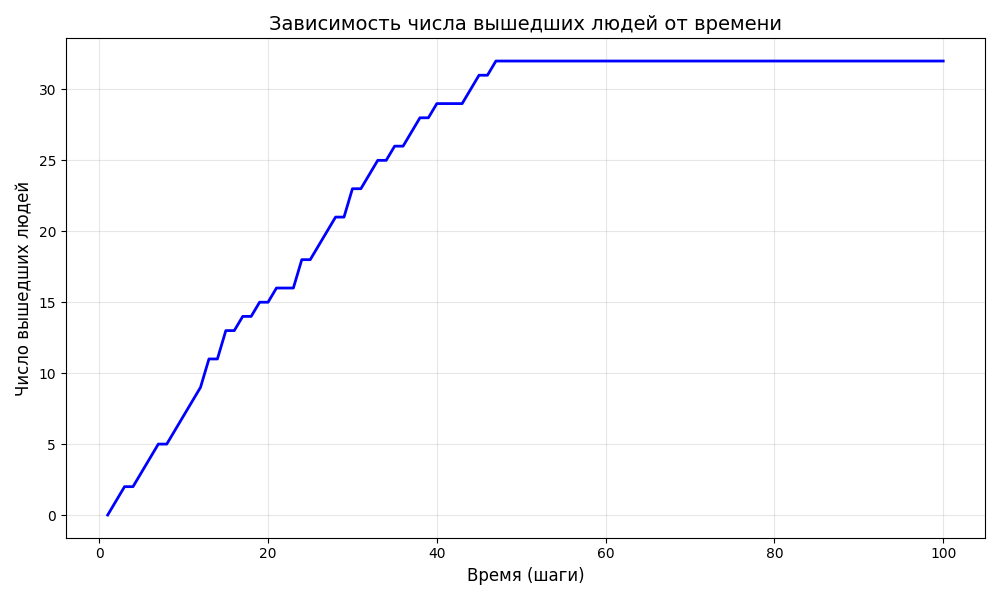 Зависимость числа вышедших людей от времени
Число вышедших людей
30
25
20
15
10
5
0
0 20 40 60 80 100
Время (шаги)